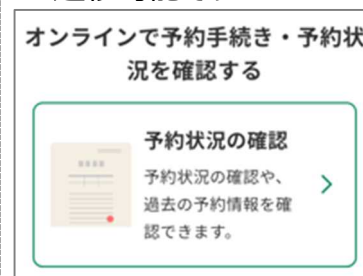 オンラインで予約手続き・予約状
況を確認する
予約状況の確認
予約状況の確認や、
過去の予約情報を確
認できます。